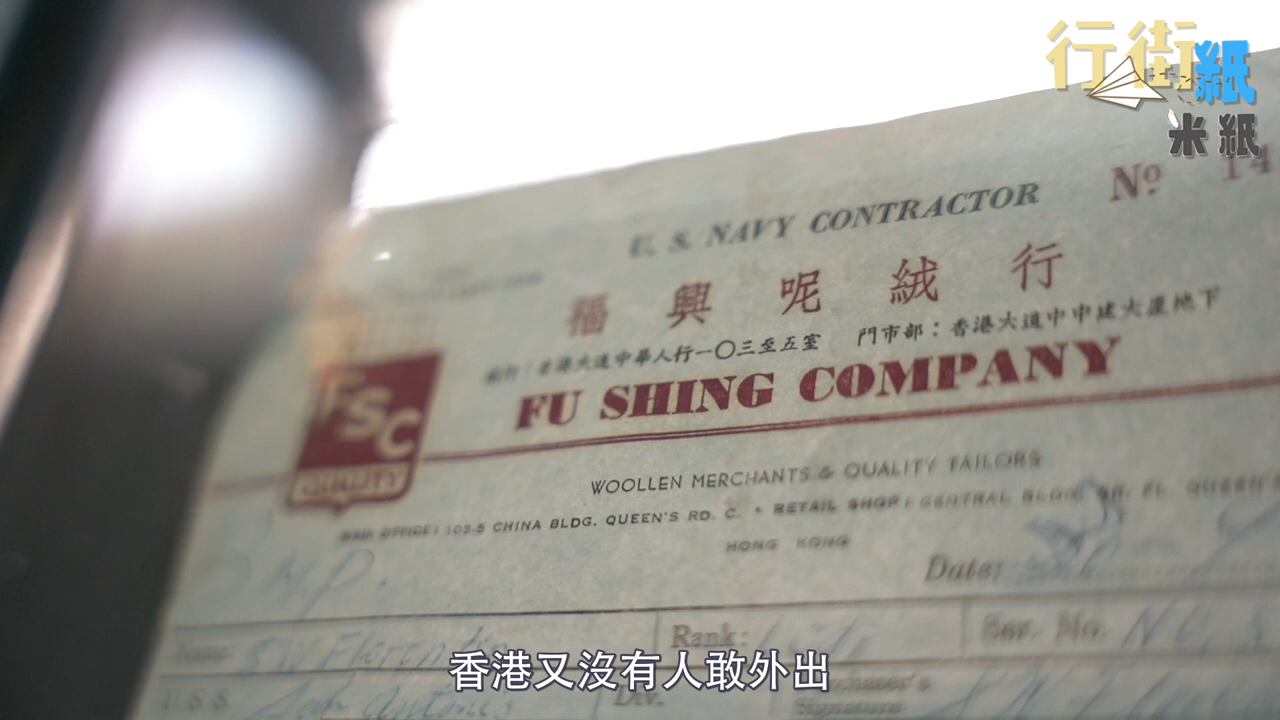 行街紙
米紙
U. S. NAVY CONTRACTOR
No 14
福興呢絨行
香港大道中華人行一〇三至五室 門市部：香港大道中中建大厦地下
FSC
QUALITY
FU SHING COMPANY
WOOLLEN MERCHANTS & QUALITY TAILORS
MAIN OFFICE: 103-5 CHINA BLDG. QUEEN'S RD. C. • RETAIL SHOP: CENTRAL BLDG. GR. FL. QUEEN'S
HONG KONG
M.P.
Date:
Name:
Rank:
Ser. No.
U.S.S. San
Div.
Signature
香港又沒有人敢外出